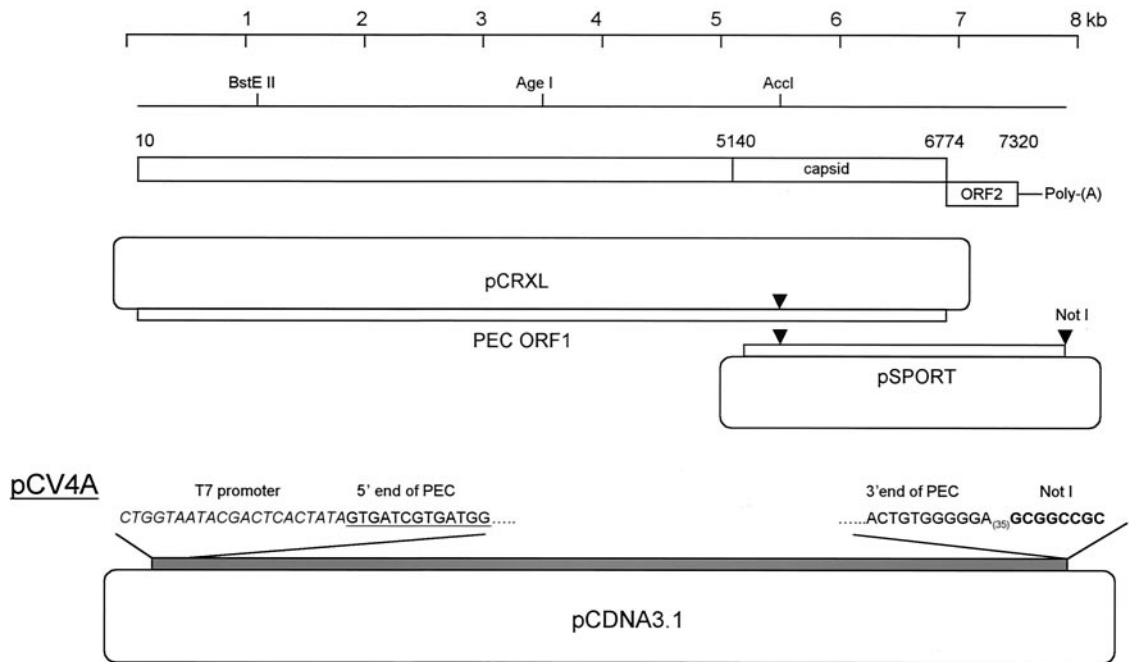 1 2 3 4 5 6 7 8 kb
BstE II Age I AccI
10 5140 6774 7320
capsid
ORF2 Poly-(A)
pCRXL
Not I
PEC ORF1
pSPORT
pCV4A
T7 promoter 5' end of PEC 3'end of PEC Not I
CTGGTAATACGACTCACTATAGTGATCGTGATGG..... ......ACTGTGGGGGA(35)GCGGCCGC
pCDNA3.1